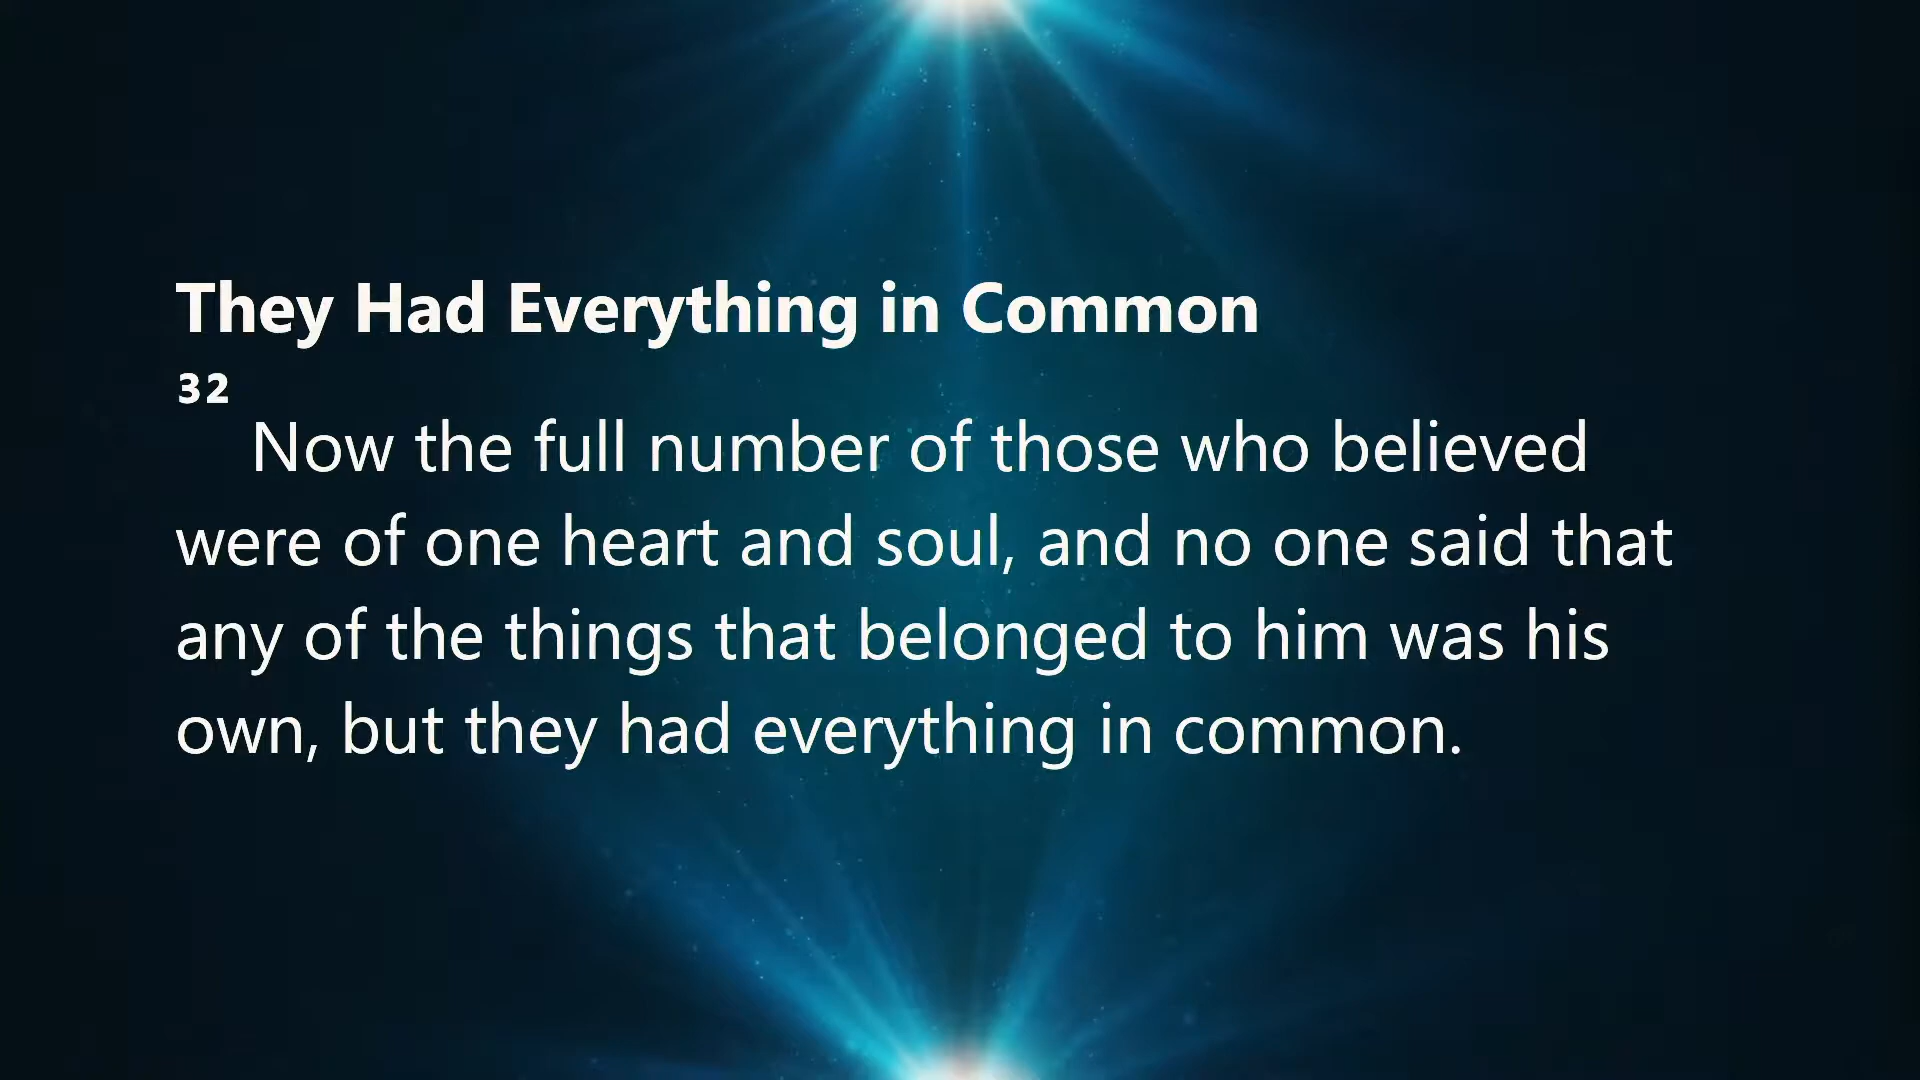 They Had Everything in Common
32
Now the full number of those who believed
were of one heart and soul, and no one said that
any of the things that belonged to him was his
own, but they had everything in common.